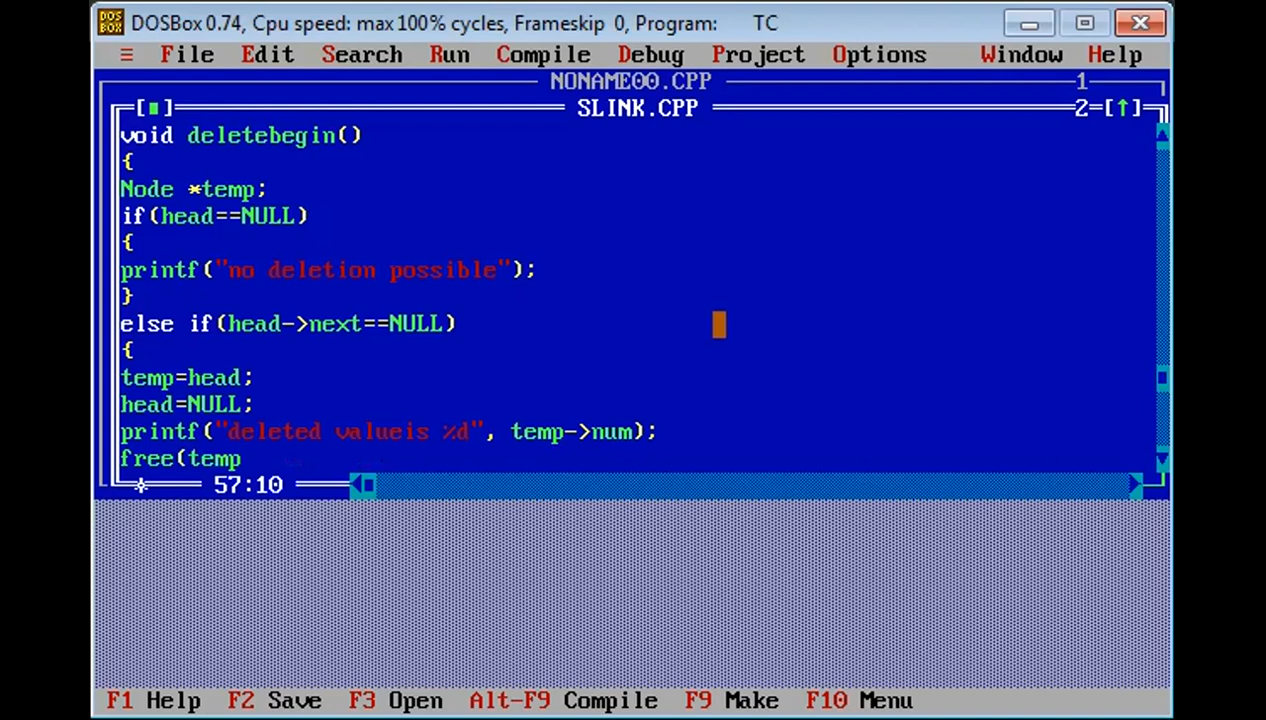 DOSBox 0.74, Cpu speed: max 100% cycles, Frameskip 0, Program: TC
≡ File Edit Search Run Compile Debug Project Options Window Help
NONAME00.CPP 1
SLINK.CPP 2=[↑]
void deletebegin()
{
Node *temp;
if(head==NULL)
{
printf("no deletion possible");
}
else if(head->next==NULL)
{
temp=head;
head=NULL;
printf("deleted valueis %d", temp->num);
free(temp
57:10
F1 Help F2 Save F3 Open Alt-F9 Compile F9 Make F10 Menu